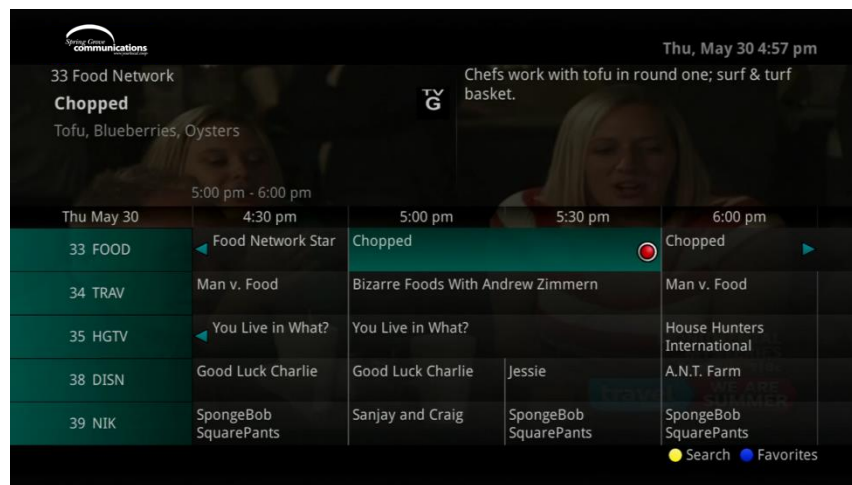 Spring Grove
communications
Thu, May 30 4:57 pm
33 Food Network
Chopped
Tofu, Blueberries, Oysters
TV
G
Chefs work with tofu in round one; surf & turf
basket.
5:00 pm - 6:00 pm
Thu May 30 4:30 pm 5:00 pm 5:30 pm 6:00 pm
33 FOOD Food Network Star Chopped Chopped
34 TRAV Man v. Food Bizarre Foods With Andrew Zimmern Man v. Food
35 HGTV You Live in What? You Live in What? House Hunters
International
38 DISN Good Luck Charlie Good Luck Charlie Jessie A.N.T. Farm
39 NIK SpongeBob Sanjay and Craig SpongeBob SpongeBob
SquarePants SquarePants SquarePants
travel WE ARE
SUMMER
Search Favorites